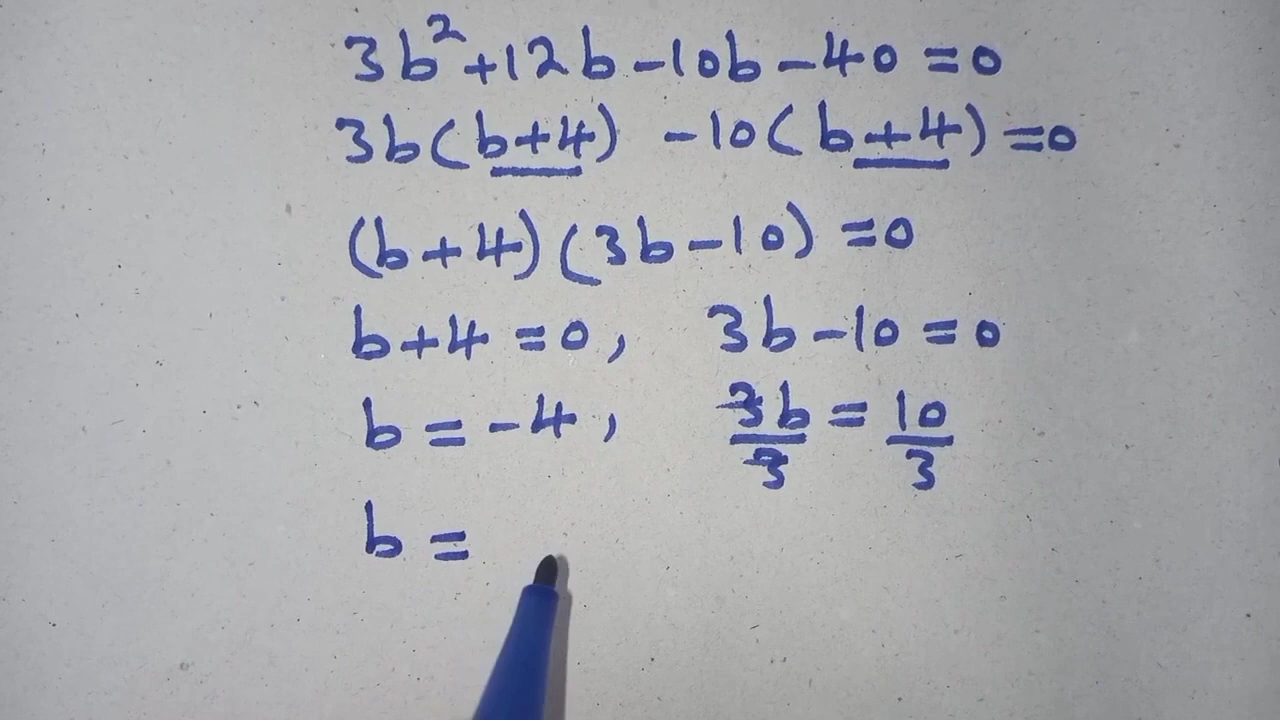 3b²+12b-10b-40=0
3b(b+4) -10(b+4)=0
(b+4)(3b-10)=0
b+4=0, 3b-10=0
b=-4, 3b/3=10/3
b=